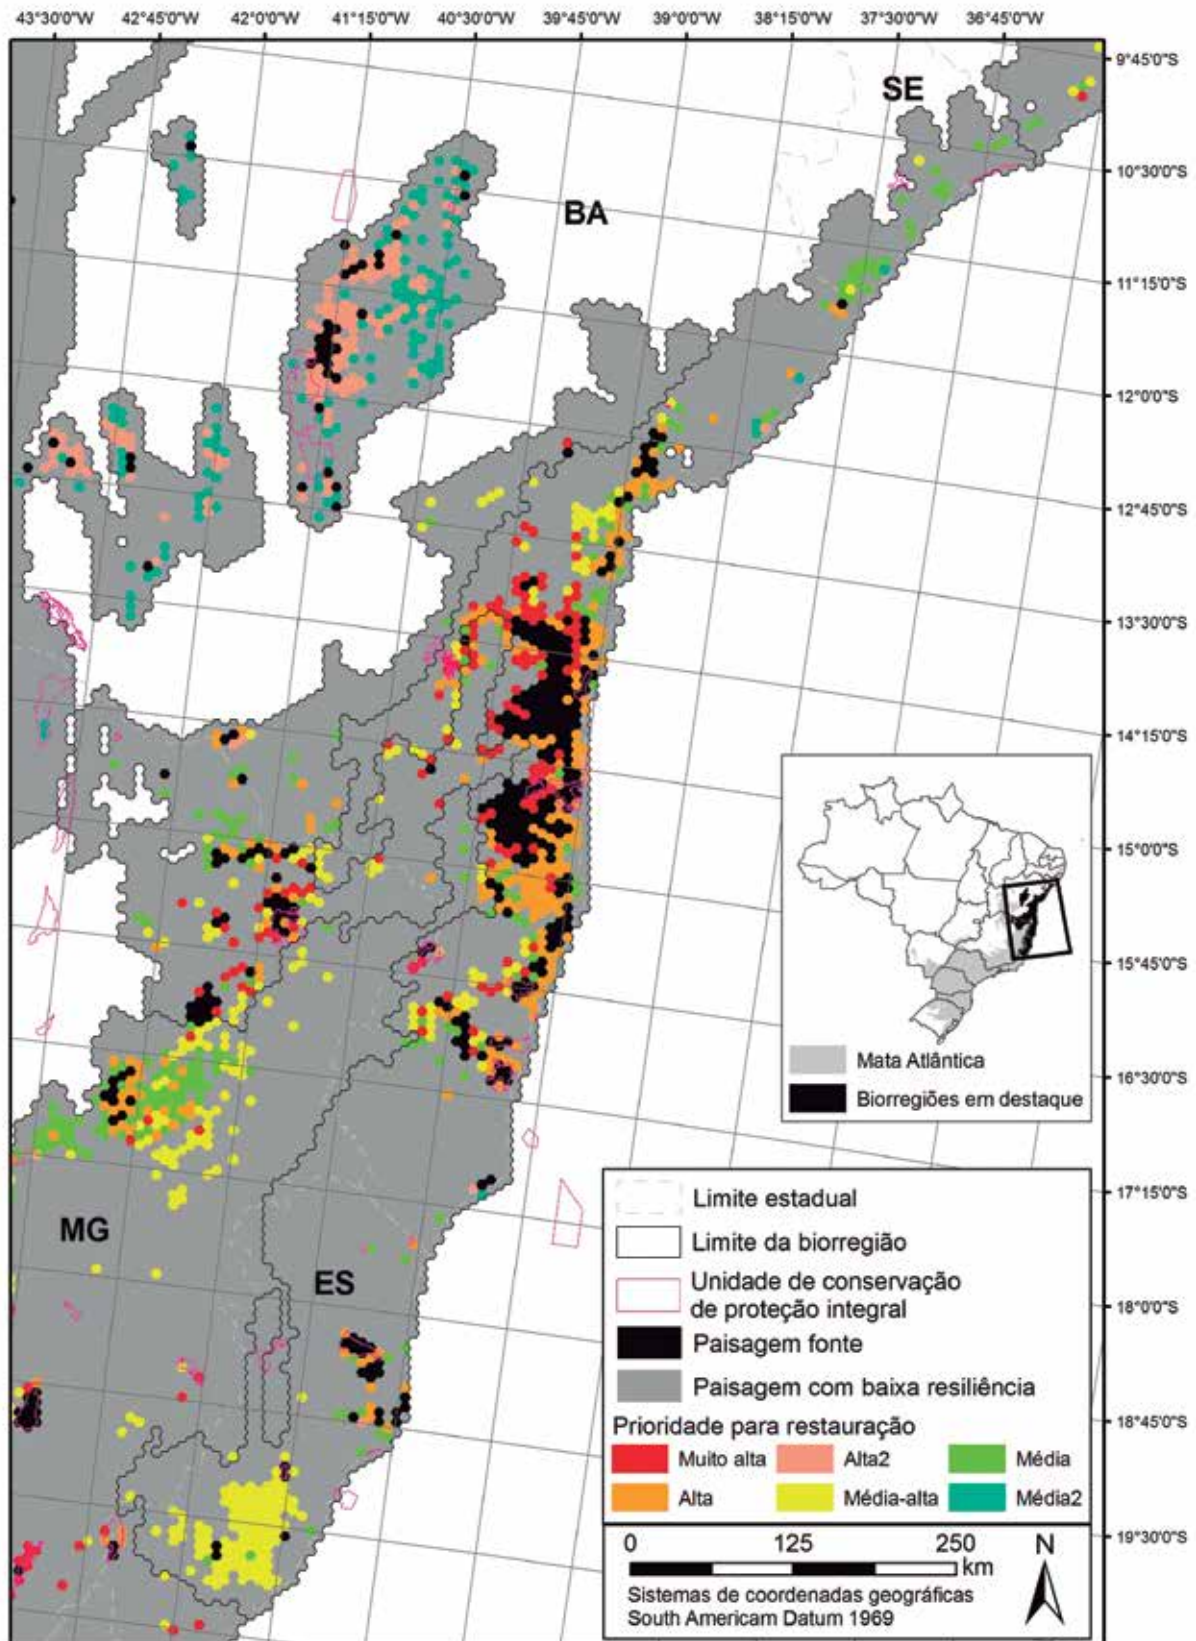 43°30'0"W 42°45'0"W 42°0'0"W 41°15'0"W 40°30'0"W 39°45'0"W 39°0'0"W 38°15'0"W 37°30'0"W 36°45'0"W
9°45'0"S
SE
10°30'0"S
BA
11°15'0"S
12°0'0"S
12°45'0"S
13°30'0"S
14°15'0"S
15°0'0"S
15°45'0"S
Mata Atlântica
16°30'0"S
Biorregiões em destaque
17°15'0"S
MG
ES
Limite estadual
Limite da biorregião
Unidade de conservação
de proteção integral
18°0'0"S
Paisagem fonte
Paisagem com baixa resiliência
18°45'0"S
Prioridade para restauração
Muito alta Alta2 Média
Alta Média-alta Média2
19°30'0"S
0 125 250
km
N
Sistemas de coordenadas geográficas
South Americam Datum 1969